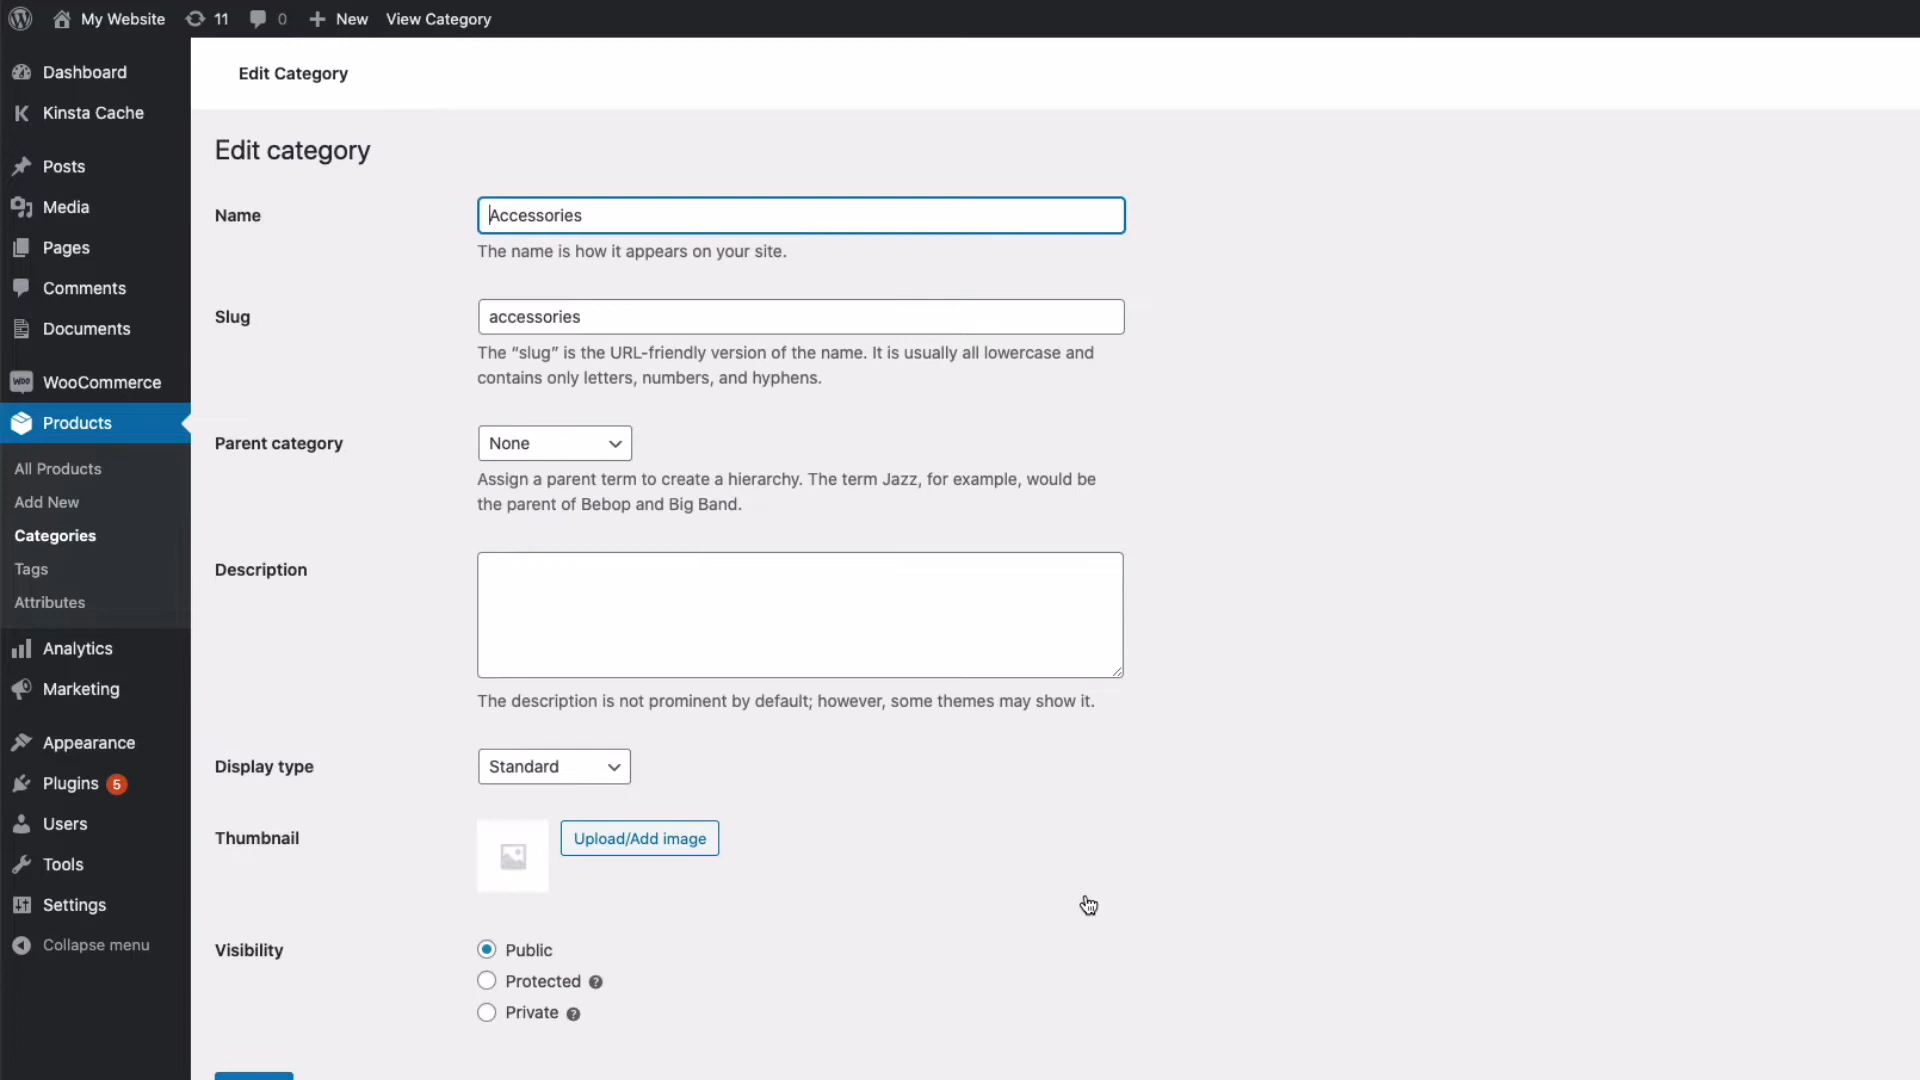 My Website 11 0 New View Category
Dashboard
Kinsta Cache
Posts
Media
Pages
Comments
Documents
WOO WooCommerce
Products
All Products
Add New
Categories
Tags
Attributes
Analytics
Marketing
Appearance
Plugins 5
Users
Tools
Settings
Collapse menu
Edit Category
Edit category
Name Accessories
The name is how it appears on your site.
Slug accessories
The “slug” is the URL-friendly version of the name. It is usually all lowercase and
contains only letters, numbers, and hyphens.
Parent category None
Assign a parent term to create a hierarchy. The term Jazz, for example, would be
the parent of Bebop and Big Band.
Description
The description is not prominent by default; however, some themes may show it.
Display type Standard
Thumbnail Upload/Add image
Visibility Public
Protected ?
Private ?